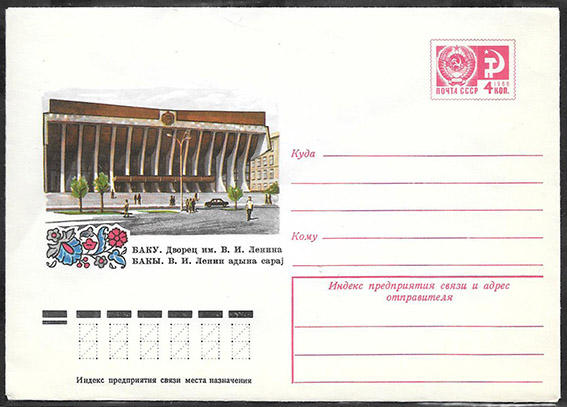 1966
ПОЧТА СССР 4 КОП.
Куда
БАКУ. Дворец им. В. И. Ленина
БАКЫ. В. И. Ленин адына сарај
Кому
Индекс предприятия связи и адрес
отправителя
Индекс предприятия связи места назначения